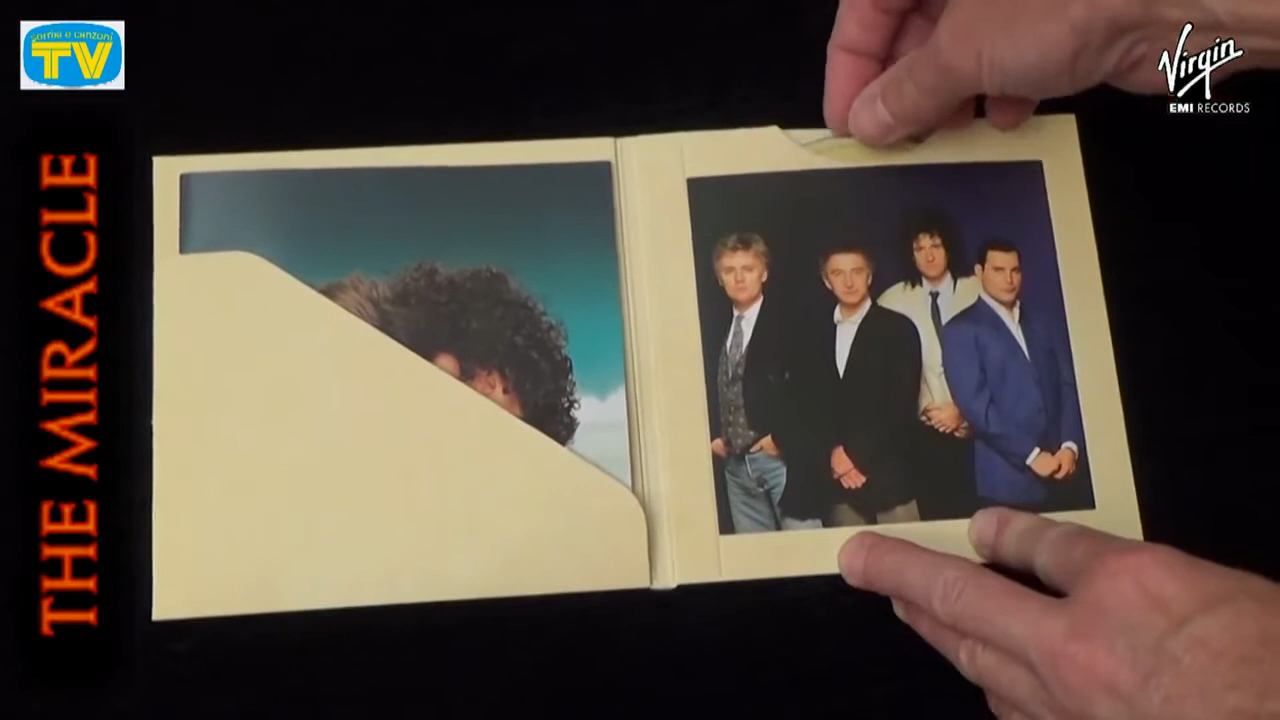 SORRISI E CANZONI
TV
THE MIRACLE
Virgin
EMI RECORDS